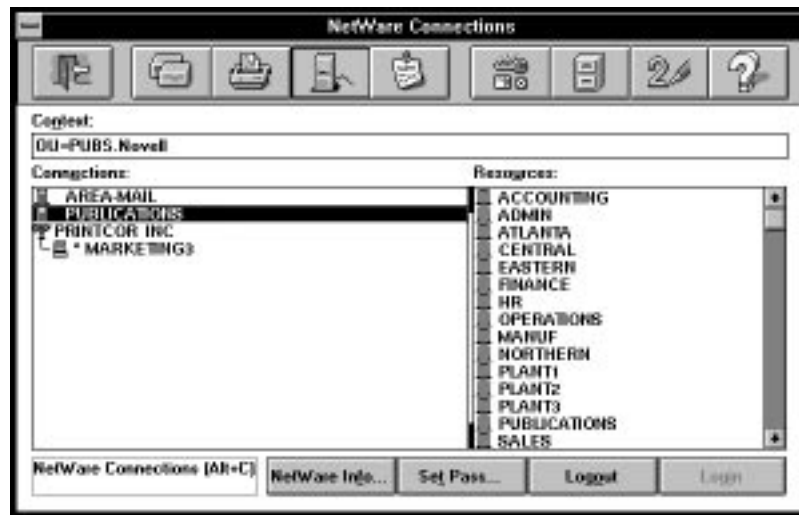 NetWare Connections
2
Context:
OU=PUBS.Novell
Connections:
AREA-MAIL
PUBLICATIONS
PRINTCOR INC
* MARKETING3
Resources:
ACCOUNTING
ADMIN
ATLANTA
CENTRAL
EASTERN
FINANCE
HR
OPERATIONS
MANUF
NORTHERN
PLANT1
PLANT2
PLANT3
PUBLICATIONS
SALES
NetWare Connections (Alt+C)
NetWare Info...
Set Pass...
Logout
Login